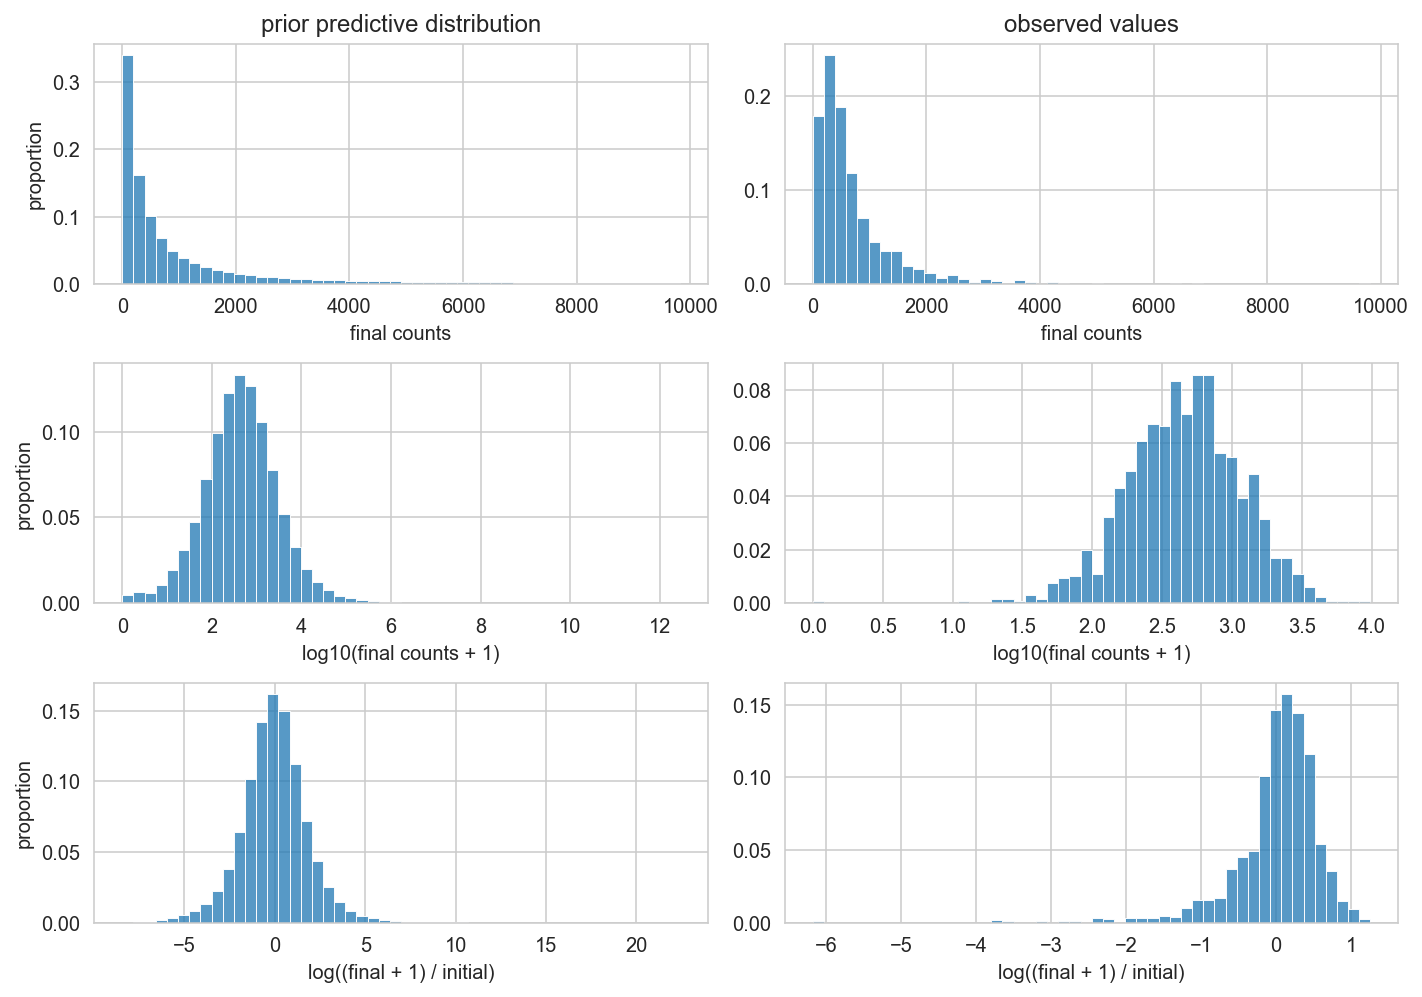 prior predictive distribution
observed values
proportion
0.3
0.2
0.1
0.0
0 2000 4000 6000 8000 10000
final counts
0.2
0.1
0.0
0 2000 4000 6000 8000 10000
final counts
proportion
0.10
0.05
0.00
0 2 4 6 8 10 12
log10(final counts + 1)
0.08
0.06
0.04
0.02
0.00
0.0 0.5 1.0 1.5 2.0 2.5 3.0 3.5 4.0
log10(final counts + 1)
proportion
0.15
0.10
0.05
0.00
−5 0 5 10 15 20
log((final + 1) / initial)
0.15
0.10
0.05
0.00
−6 −5 −4 −3 −2 −1 0 1
log((final + 1) / initial)